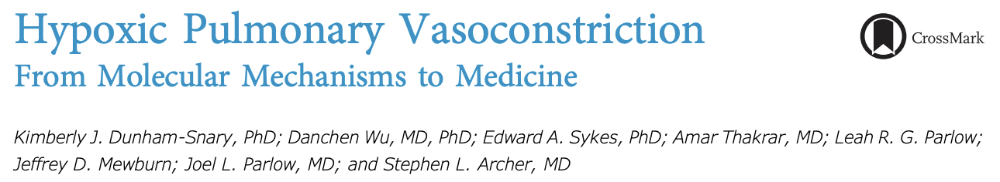 Hypoxic Pulmonary Vasoconstriction
CrossMark
From Molecular Mechanisms to Medicine
Kimberly J. Dunham-Snary, PhD; Danchen Wu, MD, PhD; Edward A. Sykes, PhD; Amar Thakrar, MD; Leah R. G. Parlow;
Jeffrey D. Mewburn; Joel L. Parlow, MD; and Stephen L. Archer, MD